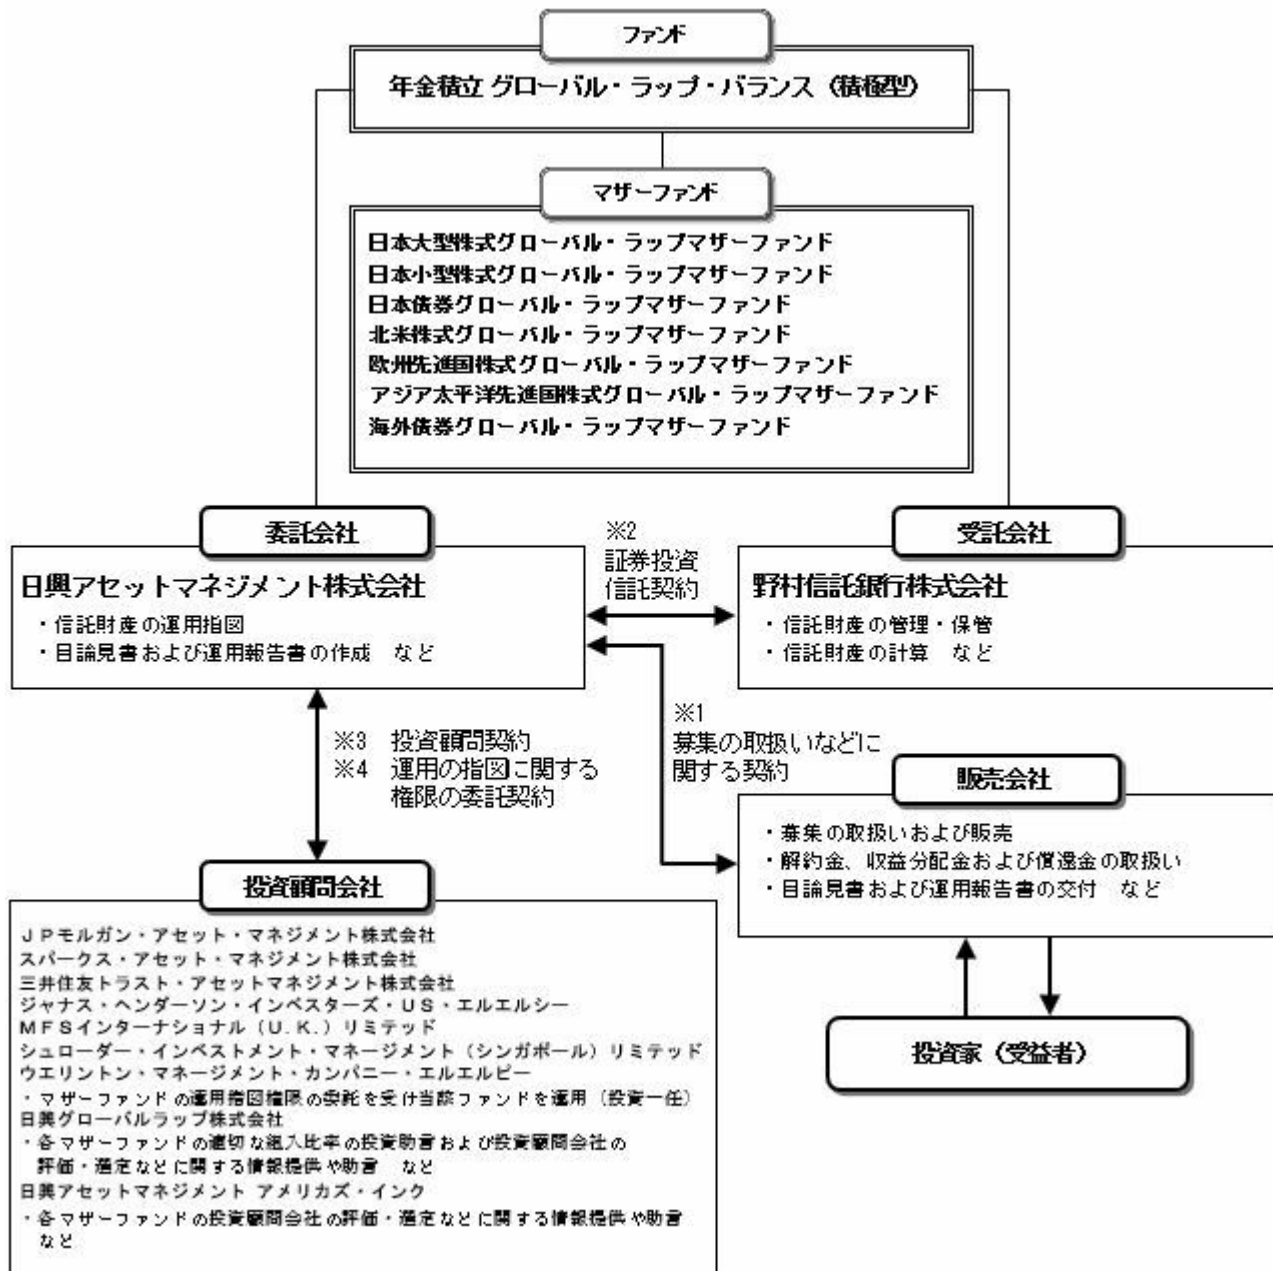 ファンド
年金積立 グローバル・ラップ・バランス（積極型）
マザーファンド
日本大型株式グローバル・ラップマザーファンド
日本小型株式グローバル・ラップマザーファンド
日本債券グローバル・ラップマザーファンド
北米株式グローバル・ラップマザーファンド
欧州先進国株式グローバル・ラップマザーファンド
アジア太平洋先進国株式グローバル・ラップマザーファンド
海外債券グローバル・ラップマザーファンド
委託会社
日興アセットマネジメント株式会社
・信託財産の運用指図
・目論見書および運用報告書の作成　など
※2
証券投資
信託契約
受託会社
野村信託銀行株式会社
・信託財産の管理・保管
・信託財産の計算　など
※3　投資顧問契約
※4　運用の指図に関する
権限の委託契約
※1
募集の取扱いなどに
関する契約
販売会社
・募集の取扱いおよび販売
・解約金、収益分配金および償還金の取扱い
・目論見書および運用報告書の交付　など
投資顧問会社
ＪＰモルガン・アセット・マネジメント株式会社
スパークス・アセット・マネジメント株式会社
三井住友トラスト・アセットマネジメント株式会社
ジャナス・ヘンダーソン・インベスターズ・ＵＳ・エルエルシー
ＭＦＳインターナショナル（Ｕ.Ｋ.）リミテッド
シュローダー・インベストメント・マネージメント（シンガポール）リミテッド
ウエリントン・マネージメント・カンパニー・エルエルピー
・マザーファンドの運用指図権限の委託を受け当該ファンドを運用（投資一任）
日興グローバルラップ株式会社
・各マザーファンドの適切な組入比率の投資助言および投資顧問会社の
評価・選定などに関する情報提供や助言　など
日興アセットマネジメント アメリカズ・インク
・各マザーファンドの投資顧問会社の評価・選定などに関する情報提供や助言
など
投資家（受益者）